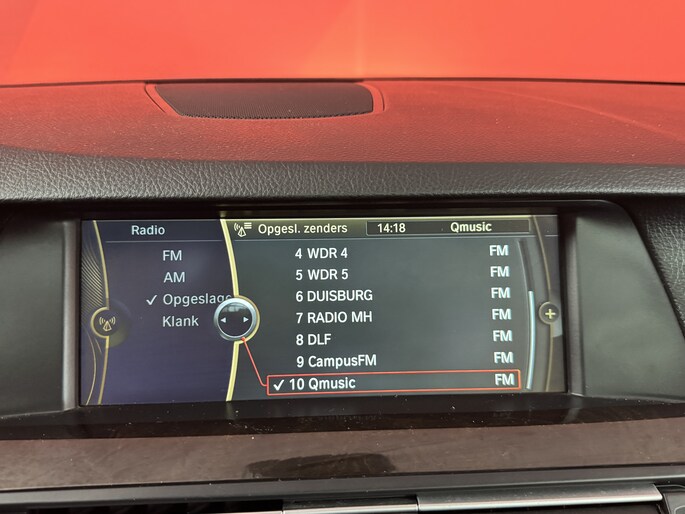 Radio
FM
AM
✓ Opgeslage
Klank
Opgesl. zenders 14:18 Qmusic
4 WDR 4 FM
5 WDR 5 FM
6 DUISBURG FM
7 RADIO MH FM
8 DLF FM
9 CampusFM FM
✓ 10 Qmusic FM
+